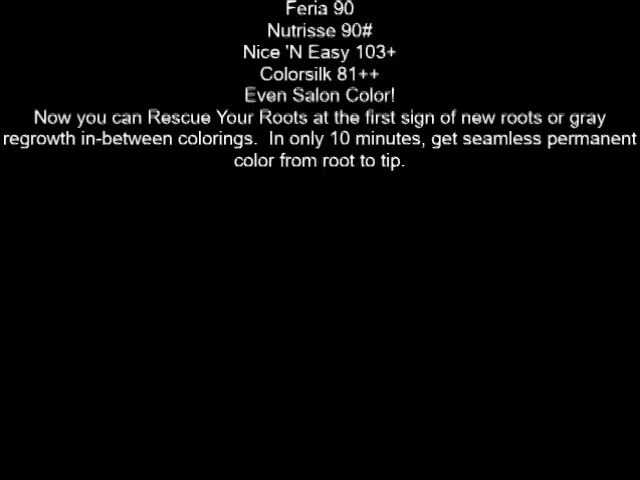 Feria 90
Nutrisse 90#
Nice 'N Easy 103+
Colorsilk 81++
Even Salon Color!
Now you can Rescue Your Roots at the first sign of new roots or gray
regrowth in-between colorings.  In only 10 minutes, get seamless permanent
color from root to tip.